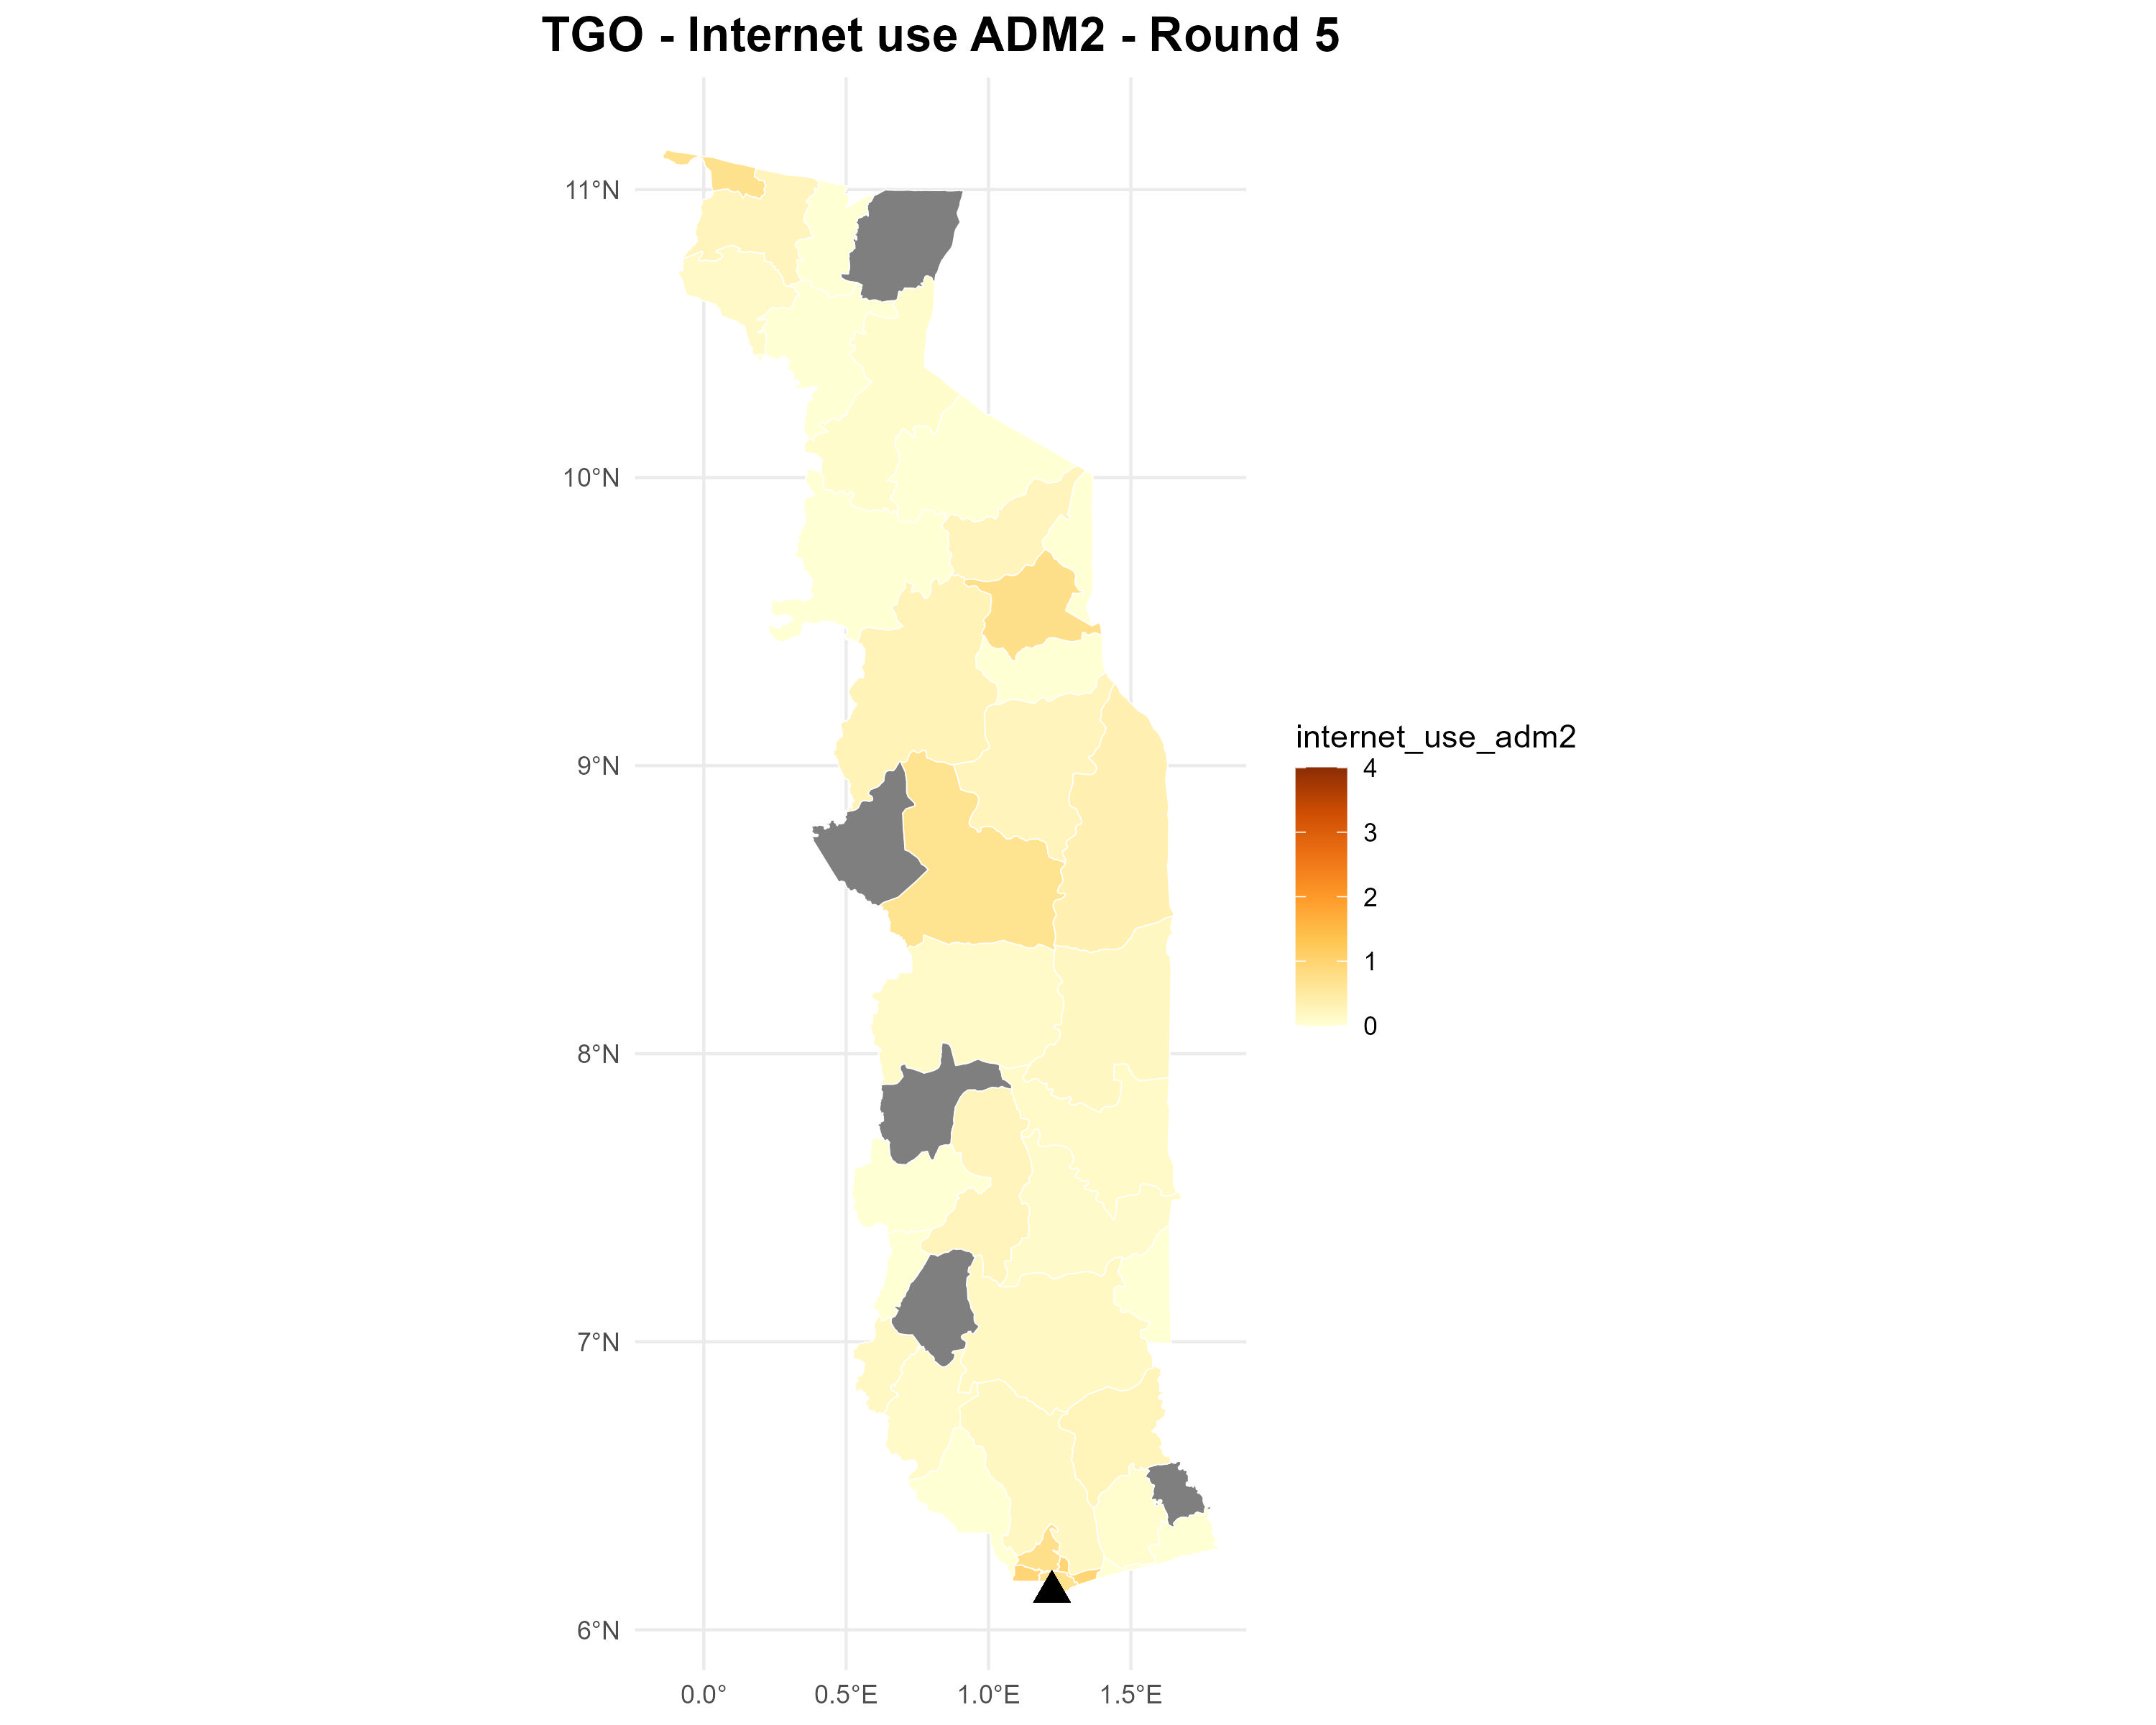 TGO - Internet use ADM2 - Round 5
11°N
10°N
9°N
8°N
7°N
6°N
0.0°
0.5°E
1.0°E
1.5°E
internet_use_adm2
4
3
2
1
0